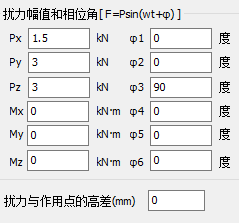 扰力幅值和相位角[ F=Psin(wt+φ) ]
Px 1.5 kN φ1 0 度
Py 3 kN φ2 0 度
Pz 3 kN φ3 90 度
Mx 0 kN·m φ4 0 度
My 0 kN·m φ5 0 度
Mz 0 kN·m φ6 0 度
扰力与作用点的高差(mm) 0